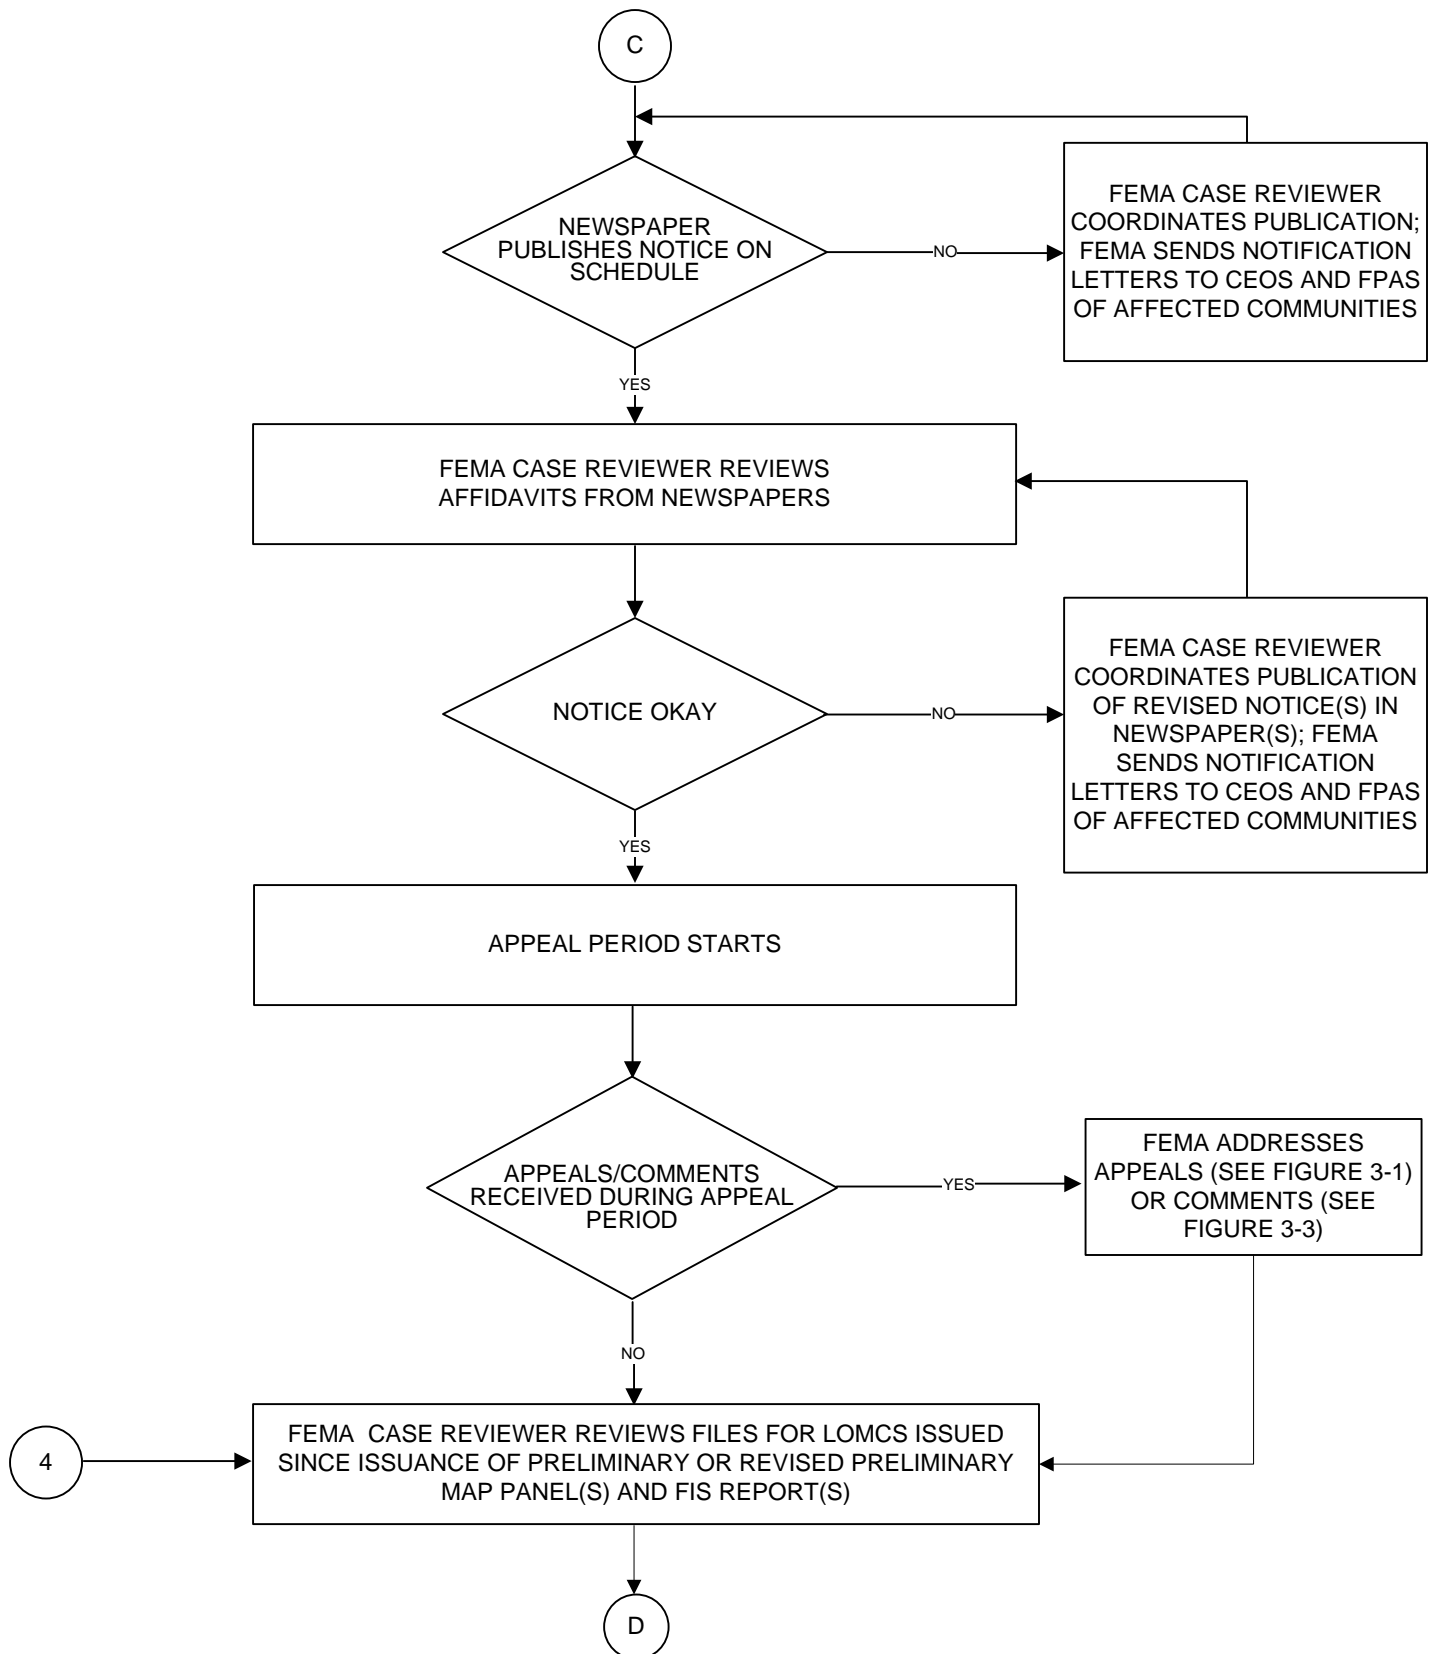 C
NEWSPAPER
PUBLISHES NOTICE ON
SCHEDULE
NO
FEMA CASE REVIEWER
COORDINATES PUBLICATION;
FEMA SENDS NOTIFICATION
LETTERS TO CEOS AND FPAS
OF AFFECTED COMMUNITIES
YES
FEMA CASE REVIEWER REVIEWS
AFFIDAVITS FROM NEWSPAPERS
NOTICE OKAY
NO
FEMA CASE REVIEWER
COORDINATES PUBLICATION
OF REVISED NOTICE(S) IN
NEWSPAPER(S); FEMA
SENDS NOTIFICATION
LETTERS TO CEOS AND FPAS
OF AFFECTED COMMUNITIES
YES
APPEAL PERIOD STARTS
APPEALS/COMMENTS
RECEIVED DURING APPEAL
PERIOD
YES
FEMA ADDRESSES
APPEALS (SEE FIGURE 3-1)
OR COMMENTS (SEE
FIGURE 3-3)
NO
4
FEMA CASE REVIEWER REVIEWS FILES FOR LOMCS ISSUED
SINCE ISSUANCE OF PRELIMINARY OR REVISED PRELIMINARY
MAP PANEL(S) AND FIS REPORT(S)
D